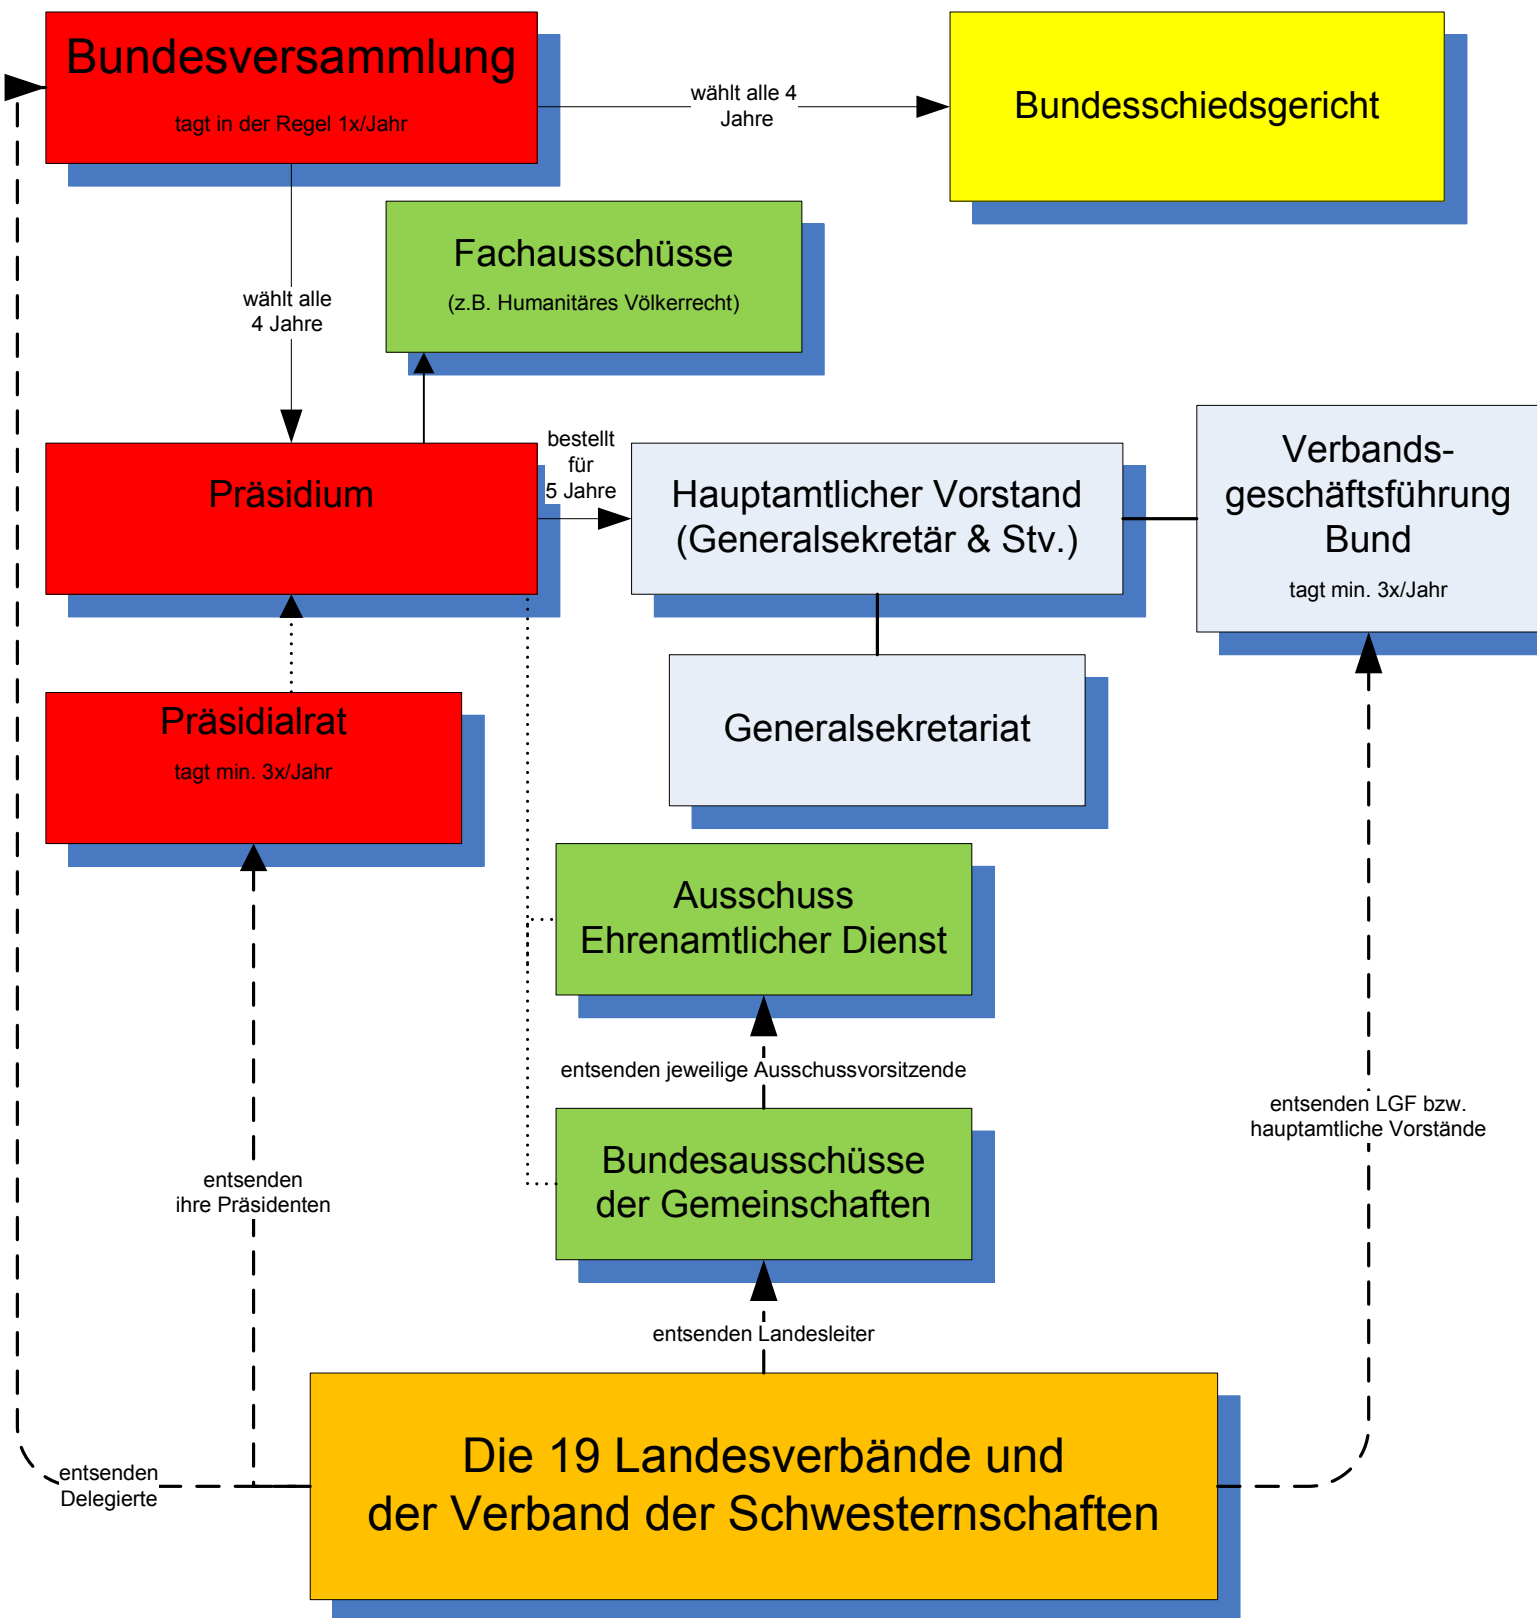 Bundesversammlung
tagt in der Regel 1x/Jahr
wählt alle 4
Jahre
Bundesschiedsgericht
Fachausschüsse
(z.B. Humanitäres Völkerrecht)
wählt alle
4 Jahre
Präsidium
bestellt
für
5 Jahre
Hauptamtlicher Vorstand
(Generalsekretär & Stv.)
Verbands-
geschäftsführung
Bund
tagt min. 3x/Jahr
Präsidialrat
tagt min. 3x/Jahr
Generalsekretariat
Ausschuss
Ehrenamtlicher Dienst
entsenden jeweilige Ausschussvorsitzende
entsenden LGF bzw.
hauptamtliche Vorstände
Bundesausschüsse
der Gemeinschaften
entsenden
ihre Präsidenten
entsenden Landesleiter
entsenden
Delegierte
Die 19 Landesverbände und
der Verband der Schwesternschaften